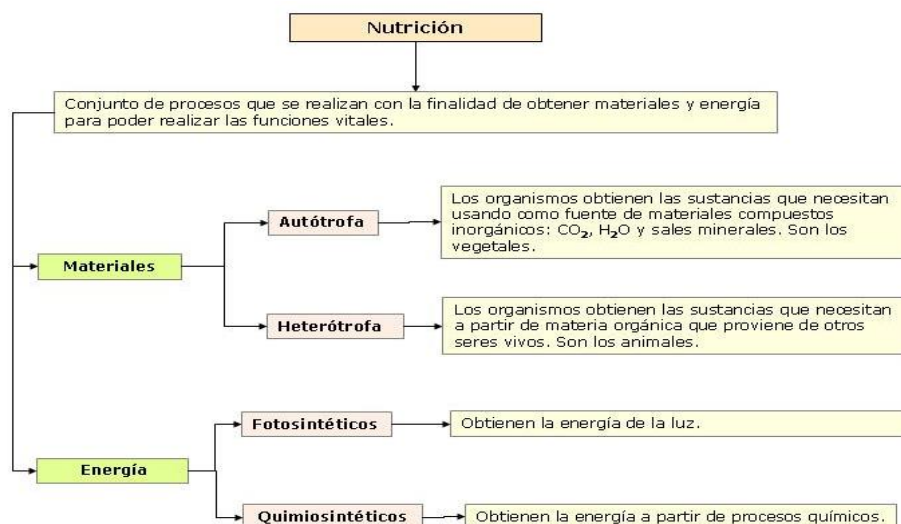 Nutrición
Conjunto de procesos que se realizan con la finalidad de obtener materiales y energía
para poder realizar las funciones vitales.
Materiales
Autótrofa
Los organismos obtienen las sustancias que necesitan
usando como fuente de materiales compuestos
inorgánicos: CO₂, H₂O y sales minerales. Son los
vegetales.
Heterótrofa
Los organismos obtienen las sustancias que necesitan
a partir de materia orgánica que proviene de otros
seres vivos. Son los animales.
Energía
Fotosintéticos
Obtienen la energía de la luz.
Quimiosintéticos
Obtienen la energía a partir de procesos químicos.